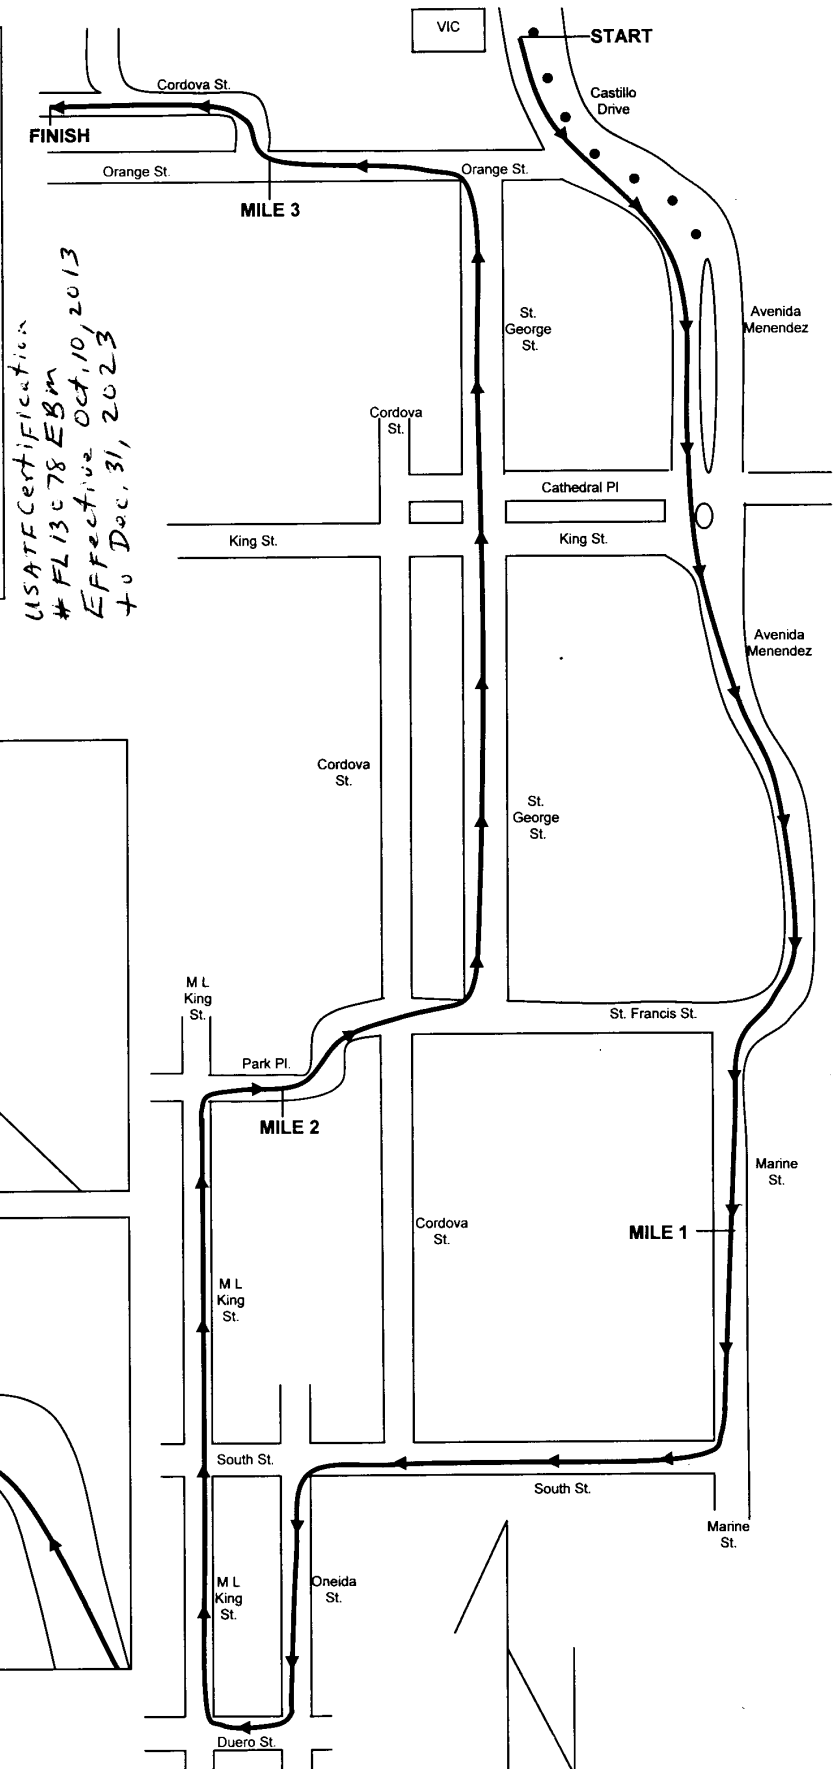 VIC
START
Castillo
Drive
Cordova St.
FINISH
Orange St.
Orange St.
MILE 3
USATF Certification
# FL13078 EBM
Effective Oct. 10, 2013
to Dec. 31, 2023
St.
George
St.
Avenida
Menendez
Cordova
St.
Cathedral Pl
King St.
King St.
Avenida
Menendez
Cordova
St.
St.
George
St.
M L
King
St.
St. Francis St.
Park Pl.
MILE 2
Marine
St.
Cordova
St.
MILE 1
M L
King
St.
South St.
South St.
Marine
St.
M L
King
St.
Oneida
St.
Duero St.